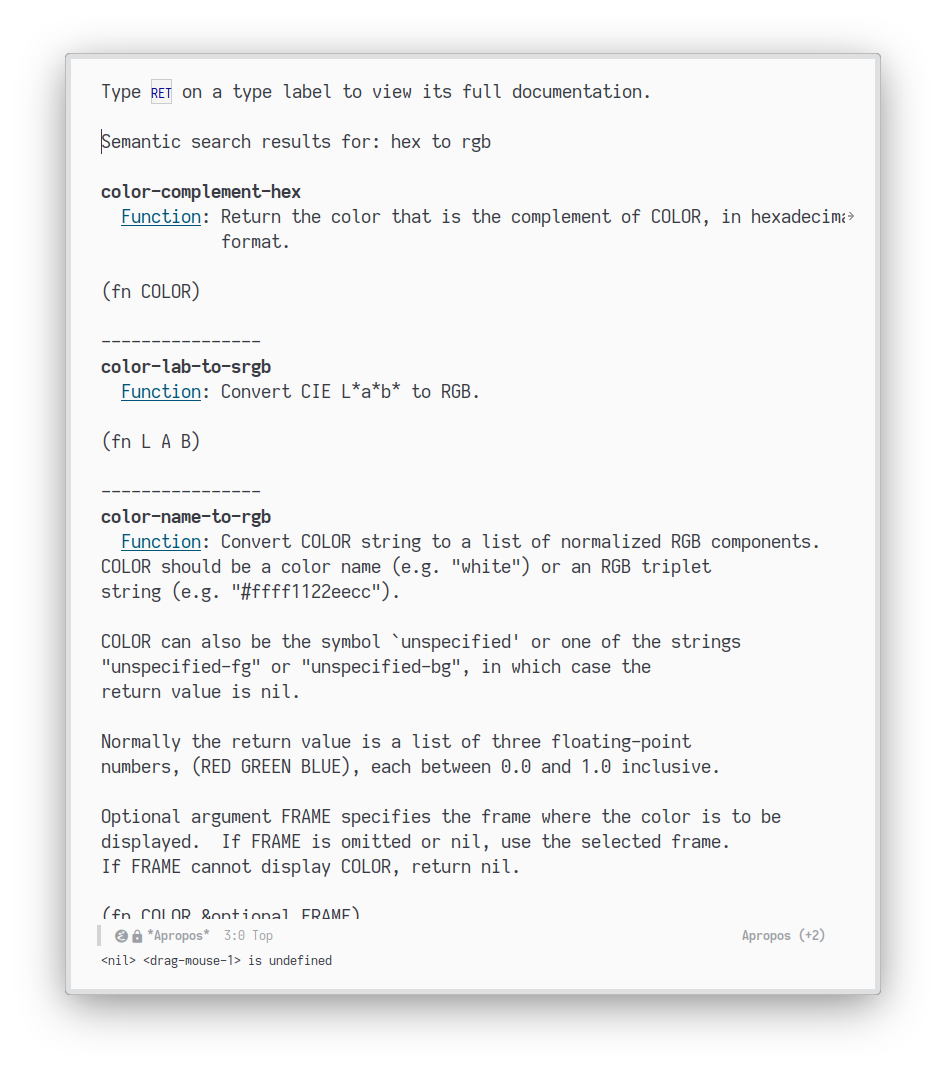 Type RET on a type label to view its full documentation.
Semantic search results for: hex to rgb
color-complement-hex
Function: Return the color that is the complement of COLOR, in hexadecima
format.
(fn COLOR)
----------------
color-lab-to-srgb
Function: Convert CIE L*a*b* to RGB.
(fn L A B)
----------------
color-name-to-rgb
Function: Convert COLOR string to a list of normalized RGB components.
COLOR should be a color name (e.g. "white") or an RGB triplet
string (e.g. "#ffff1122eecc").
COLOR can also be the symbol `unspecified' or one of the strings
"unspecified-fg" or "unspecified-bg", in which case the
return value is nil.
Normally the return value is a list of three floating-point
numbers, (RED GREEN BLUE), each between 0.0 and 1.0 inclusive.
Optional argument FRAME specifies the frame where the color is to be
displayed.  If FRAME is omitted or nil, use the selected frame.
If FRAME cannot display COLOR, return nil.
(fn COLOR &optional FRAME)
*Apropos* 3:0 Top Apropos (+2)
<nil> <drag-mouse-1> is undefined